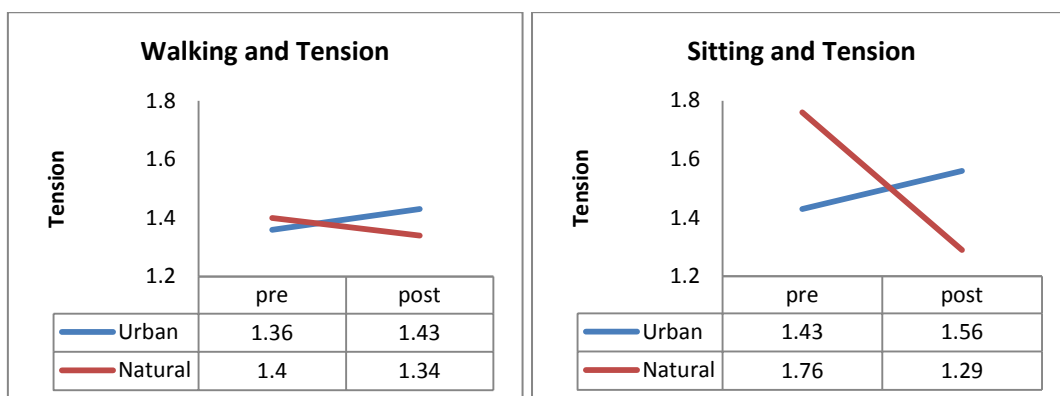 Walking and Tension
Tension
1.8
1.6
1.4
1.2
pre post
Urban 1.36 1.43
Natural 1.4 1.34
Sitting and Tension
Tension
1.8
1.6
1.4
1.2
pre post
Urban 1.43 1.56
Natural 1.76 1.29